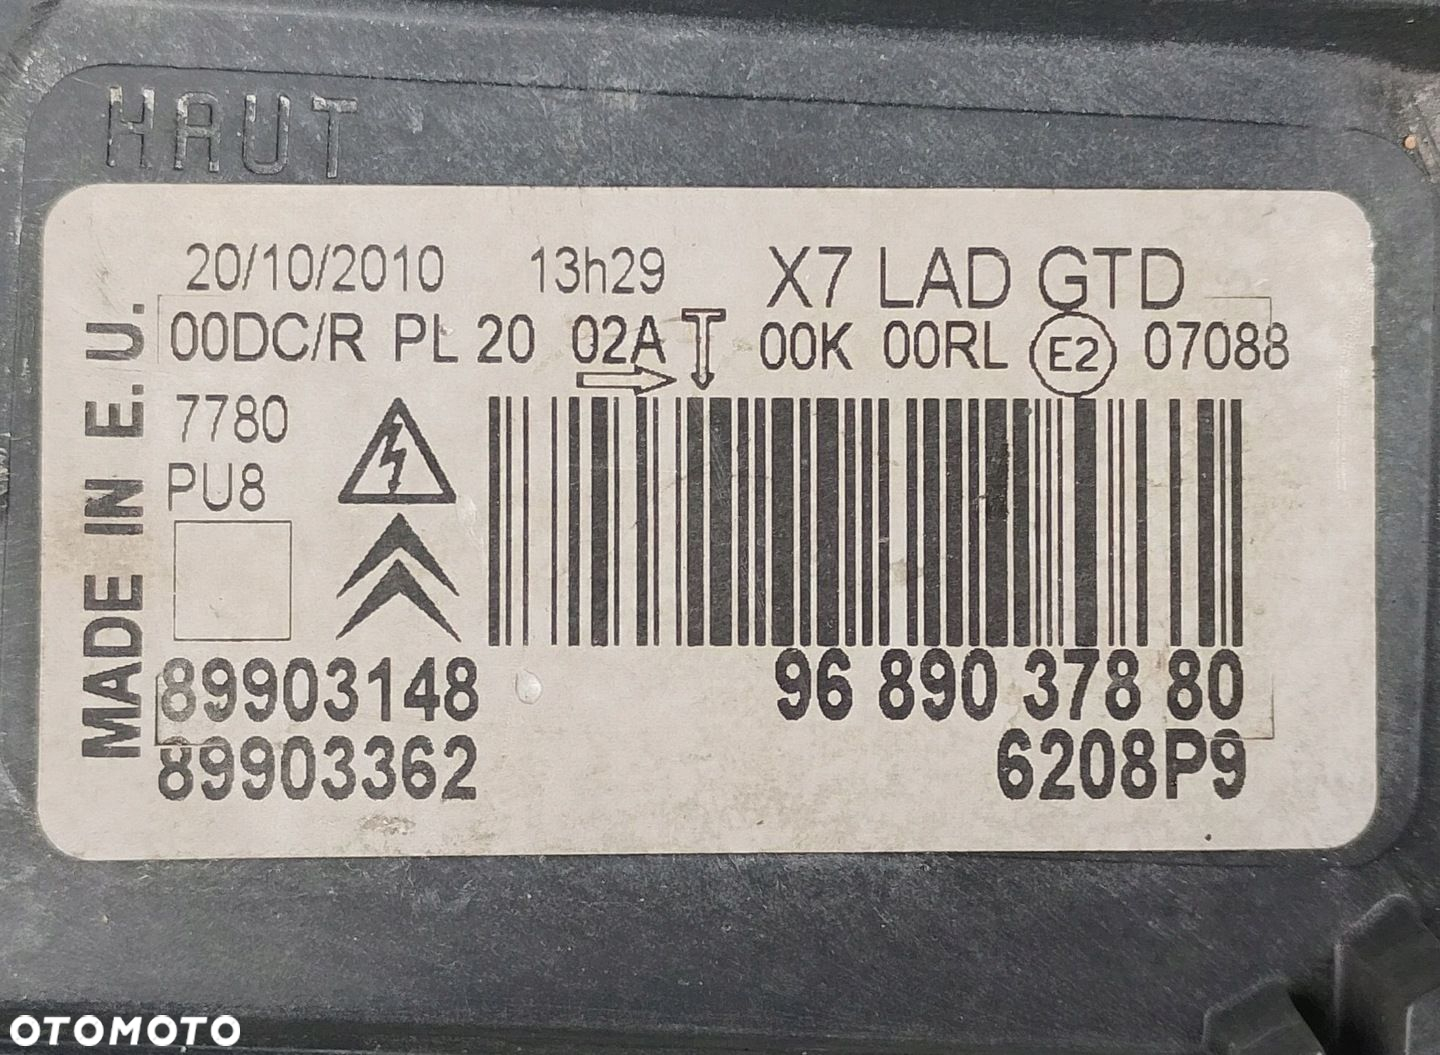 HAUT
20/10/2010 13h29 X7 LAD GTD
00DC/R PL 20 02A T 00K 00RL E2 07088
7780
PU8
MADE IN E.U.
89903148 96 890 378 80
89903362 6208P9
OTOMOTO